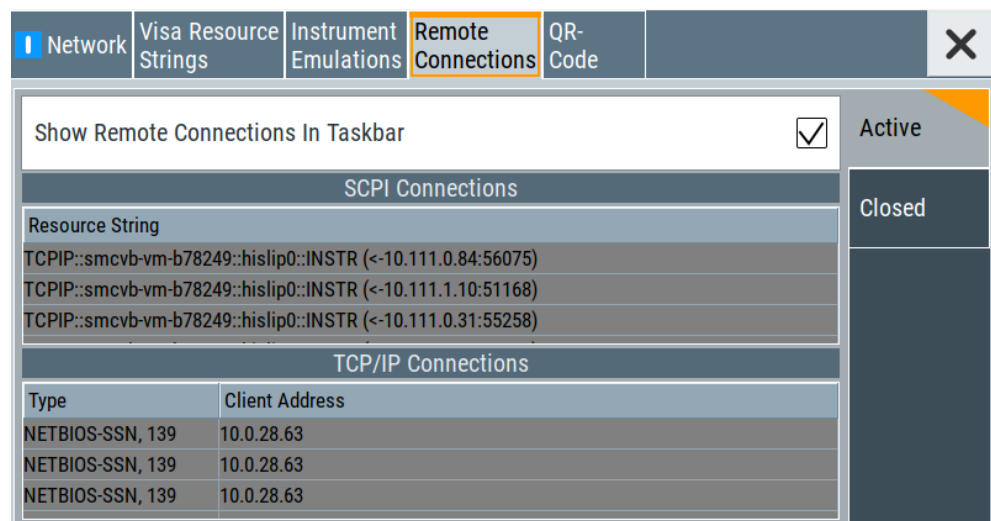 Network
Visa Resource
Strings
Instrument
Emulations
Remote
Connections
QR-
Code
Show Remote Connections In Taskbar
Active
Closed
SCPI Connections
Resource String
TCPIP::smcvb-vm-b78249::hislip0::INSTR (<-10.111.0.84:56075)
TCPIP::smcvb-vm-b78249::hislip0::INSTR (<-10.111.1.10:51168)
TCPIP::smcvb-vm-b78249::hislip0::INSTR (<-10.111.0.31:55258)
TCP/IP Connections
Type Client Address
NETBIOS-SSN, 139 10.0.28.63
NETBIOS-SSN, 139 10.0.28.63
NETBIOS-SSN, 139 10.0.28.63